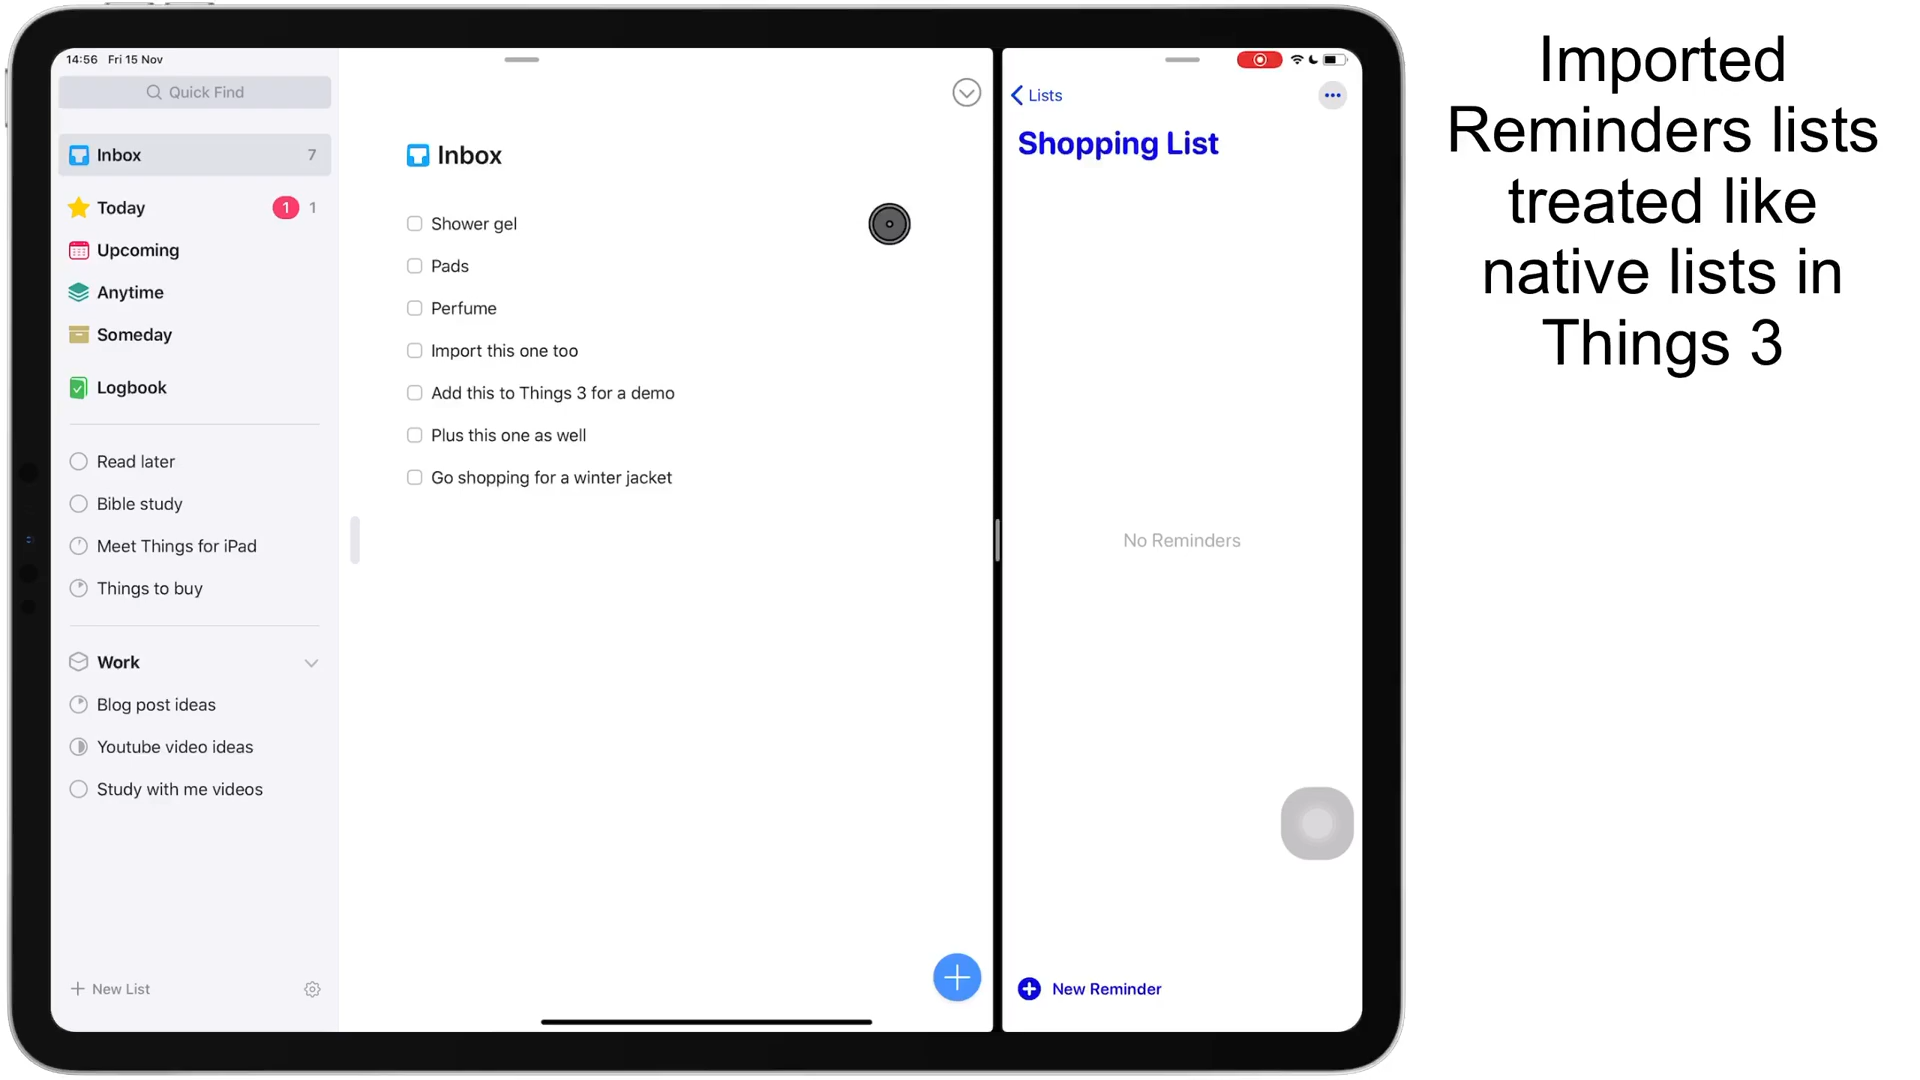 14:56 Fri 15 Nov
Quick Find
Inbox 7
Today 1 1
Upcoming
Anytime
Someday
Logbook
Read later
Bible study
Meet Things for iPad
Things to buy
Work
Blog post ideas
Youtube video ideas
Study with me videos
+ New List
Inbox
Shower gel
Pads
Perfume
Import this one too
Add this to Things 3 for a demo
Plus this one as well
Go shopping for a winter jacket
Lists
Shopping List
No Reminders
New Reminder
Imported
Reminders lists
treated like
native lists in
Things 3